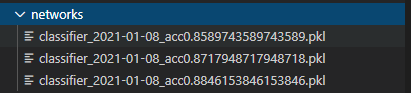 networks
classifier_2021-01-08_acc0.8589743589743589.pkl
classifier_2021-01-08_acc0.8717948717948718.pkl
classifier_2021-01-08_acc0.8846153846153846.pkl